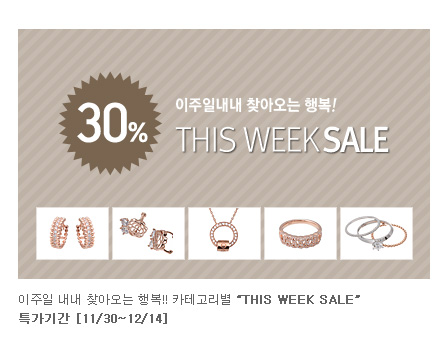 30%
이주일내내 찾아오는 행복!
THIS WEEK SALE
이주일 내내 찾아오는 행복!! 카테고리별 “THIS WEEK SALE”
특가기간 [11/30~12/14]